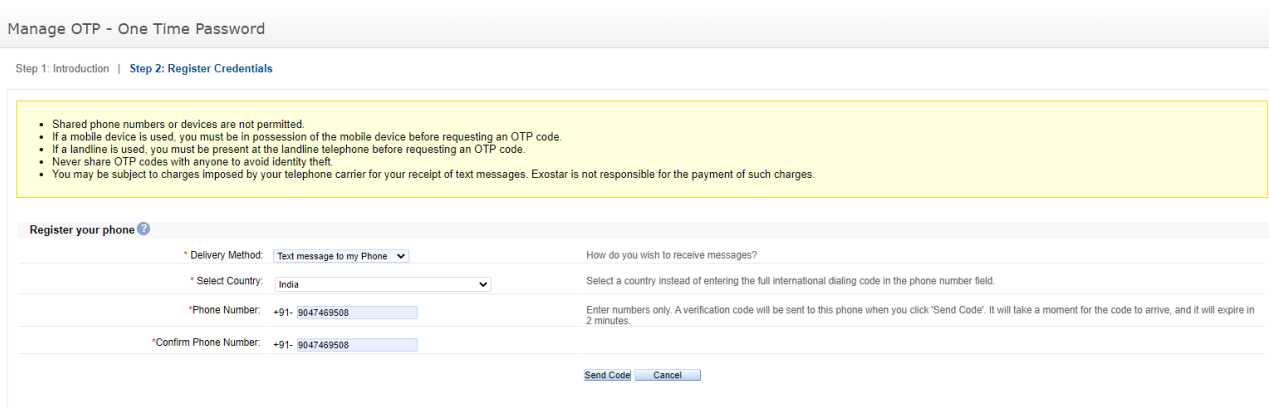 Manage OTP - One Time Password
Step 1: Introduction | Step 2: Register Credentials
• Shared phone numbers or devices are not permitted.
• If a mobile device is used, you must be in possession of the mobile device before requesting an OTP code.
• If a landline is used, you must be present at the landline telephone before requesting an OTP code.
• Never share OTP codes with anyone to avoid identity theft.
• You may be subject to charges imposed by your telephone carrier for your receipt of text messages. Exostar is not responsible for the payment of such charges.
Register your phone ?
* Delivery Method: Text message to my Phone How do you wish to receive messages?
* Select Country: India Select a country instead of entering the full international dialing code in the phone number field.
*Phone Number: +91- 9047469508 Enter numbers only. A verification code will be sent to this phone when you click 'Send Code'. It will take a moment for the code to arrive, and it will expire in
2 minutes.
*Confirm Phone Number: +91- 9047469508
Send Code Cancel